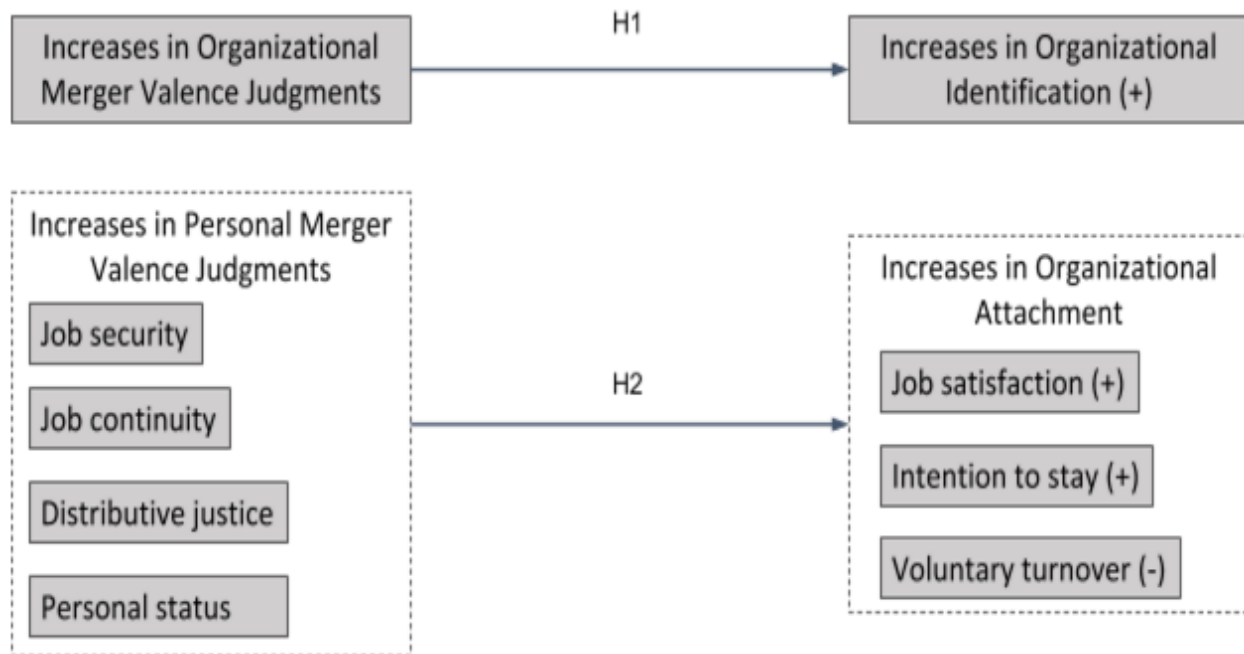 H1
Increases in Organizational
Merger Valence Judgments
Increases in Organizational
Identification (+)
Increases in Personal Merger
Valence Judgments
Job security
Job continuity
Distributive justice
Personal status
H2
Increases in Organizational
Attachment
Job satisfaction (+)
Intention to stay (+)
Voluntary turnover (-)